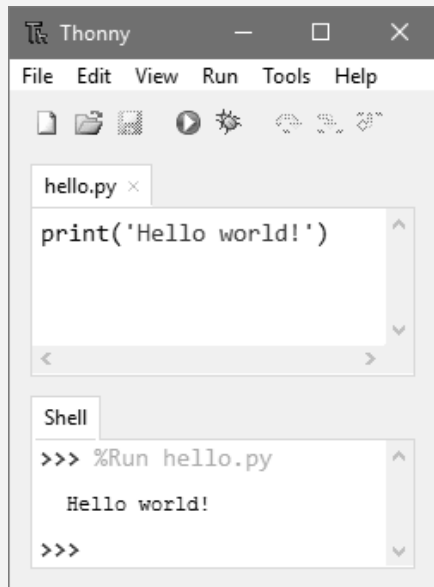 Thonny
File Edit View Run Tools Help
hello.py
print('Hello world!')
Shell
>>> %Run hello.py
Hello world!
>>>